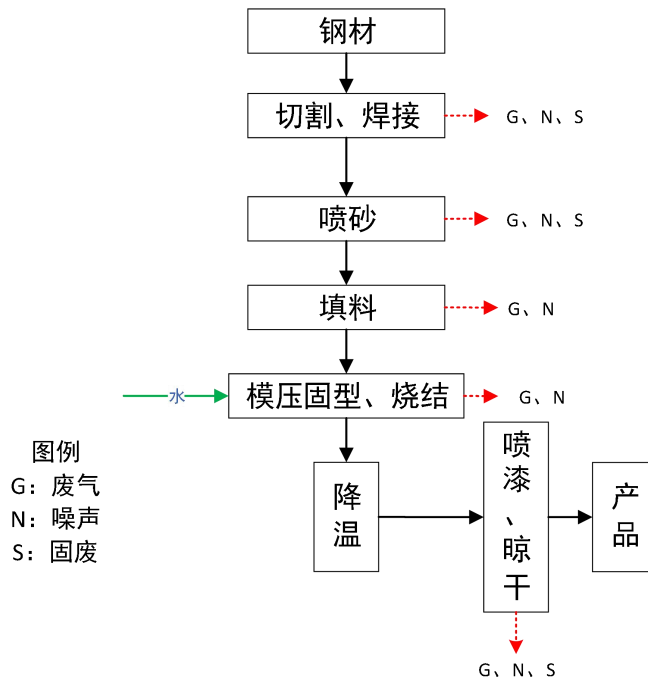 钢材
切割、焊接
G、N、S
喷砂
G、N、S
填料
G、N
水
模压固型、烧结
G、N
图例
G：废气
N：噪声
S：固废
降温
喷漆、晾干
产品
G、N、S